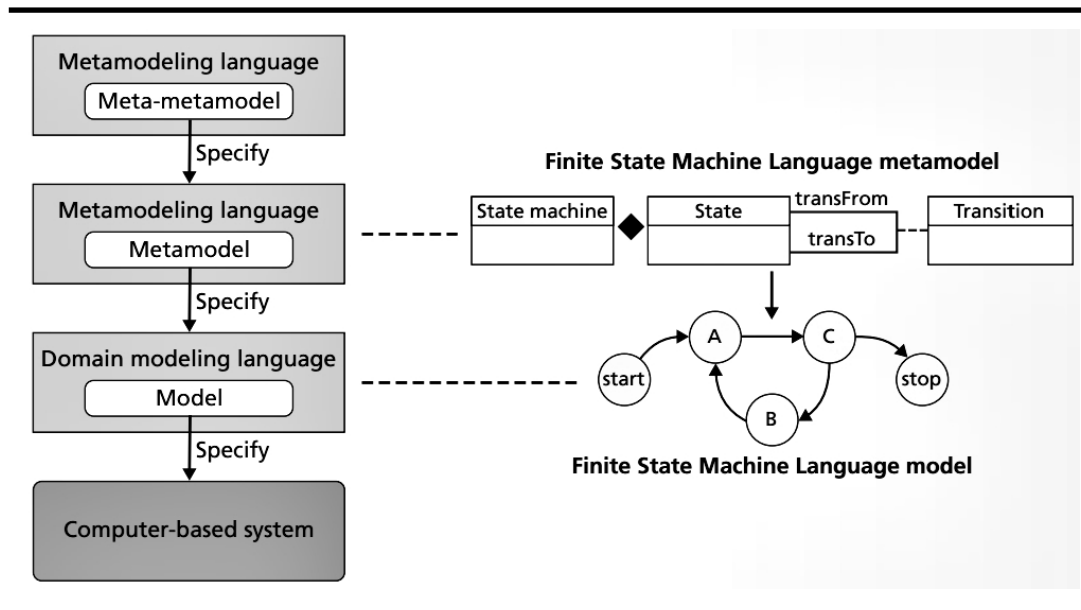 Metamodeling language
Meta-metamodel
Specify
Metamodeling language
Metamodel
Specify
Domain modeling language
Model
Specify
Computer-based system
Finite State Machine Language metamodel
State machine
State
transFrom
transTo
Transition
A
C
start
stop
B
Finite State Machine Language model